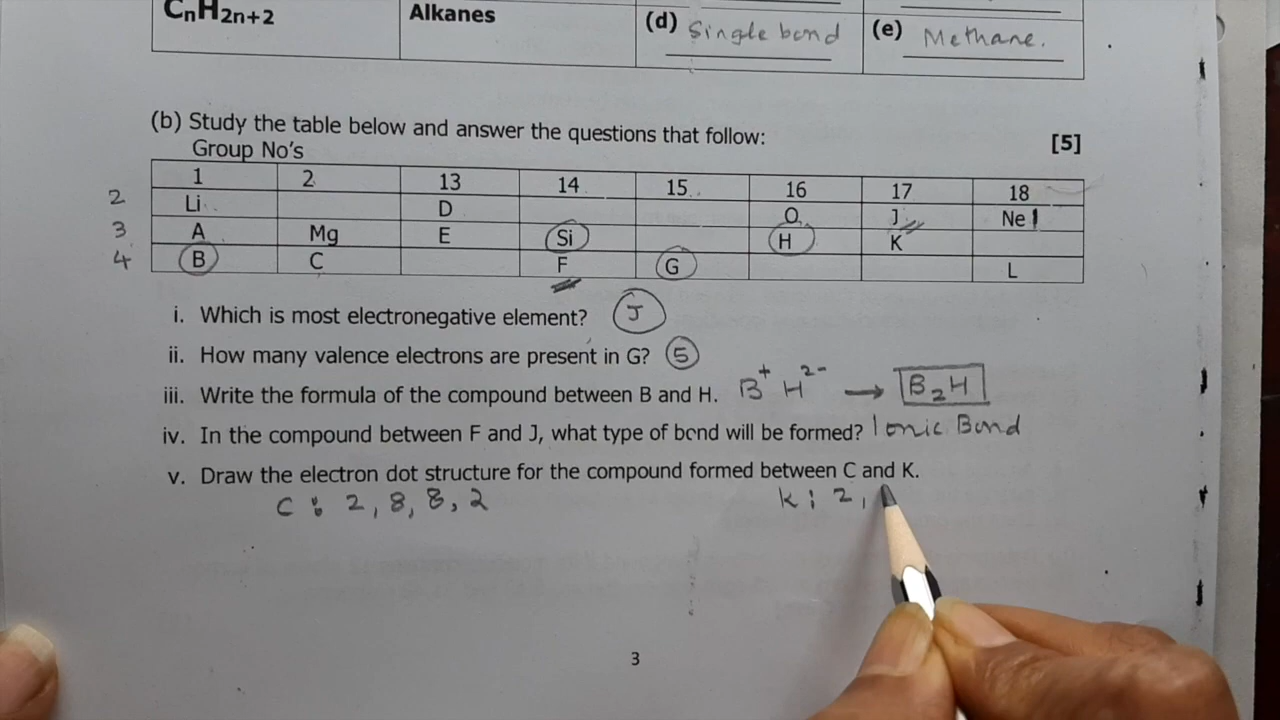 CnH2n+2 Alkanes (d) Single bond (e) Methane.
(b) Study the table below and answer the questions that follow: [5]
Group No's
1 2 13 14 15 16 17 18
2 Li D O J Ne
3 A Mg E Si H K
4 B C F G L
i. Which is most electronegative element? J
ii. How many valence electrons are present in G? 5
iii. Write the formula of the compound between B and H. B+ H2- → B2H
iv. In the compound between F and J, what type of bond will be formed? Ionic Bond
v. Draw the electron dot structure for the compound formed between C and K.
C : 2, 8, 8, 2 K : 2,
3